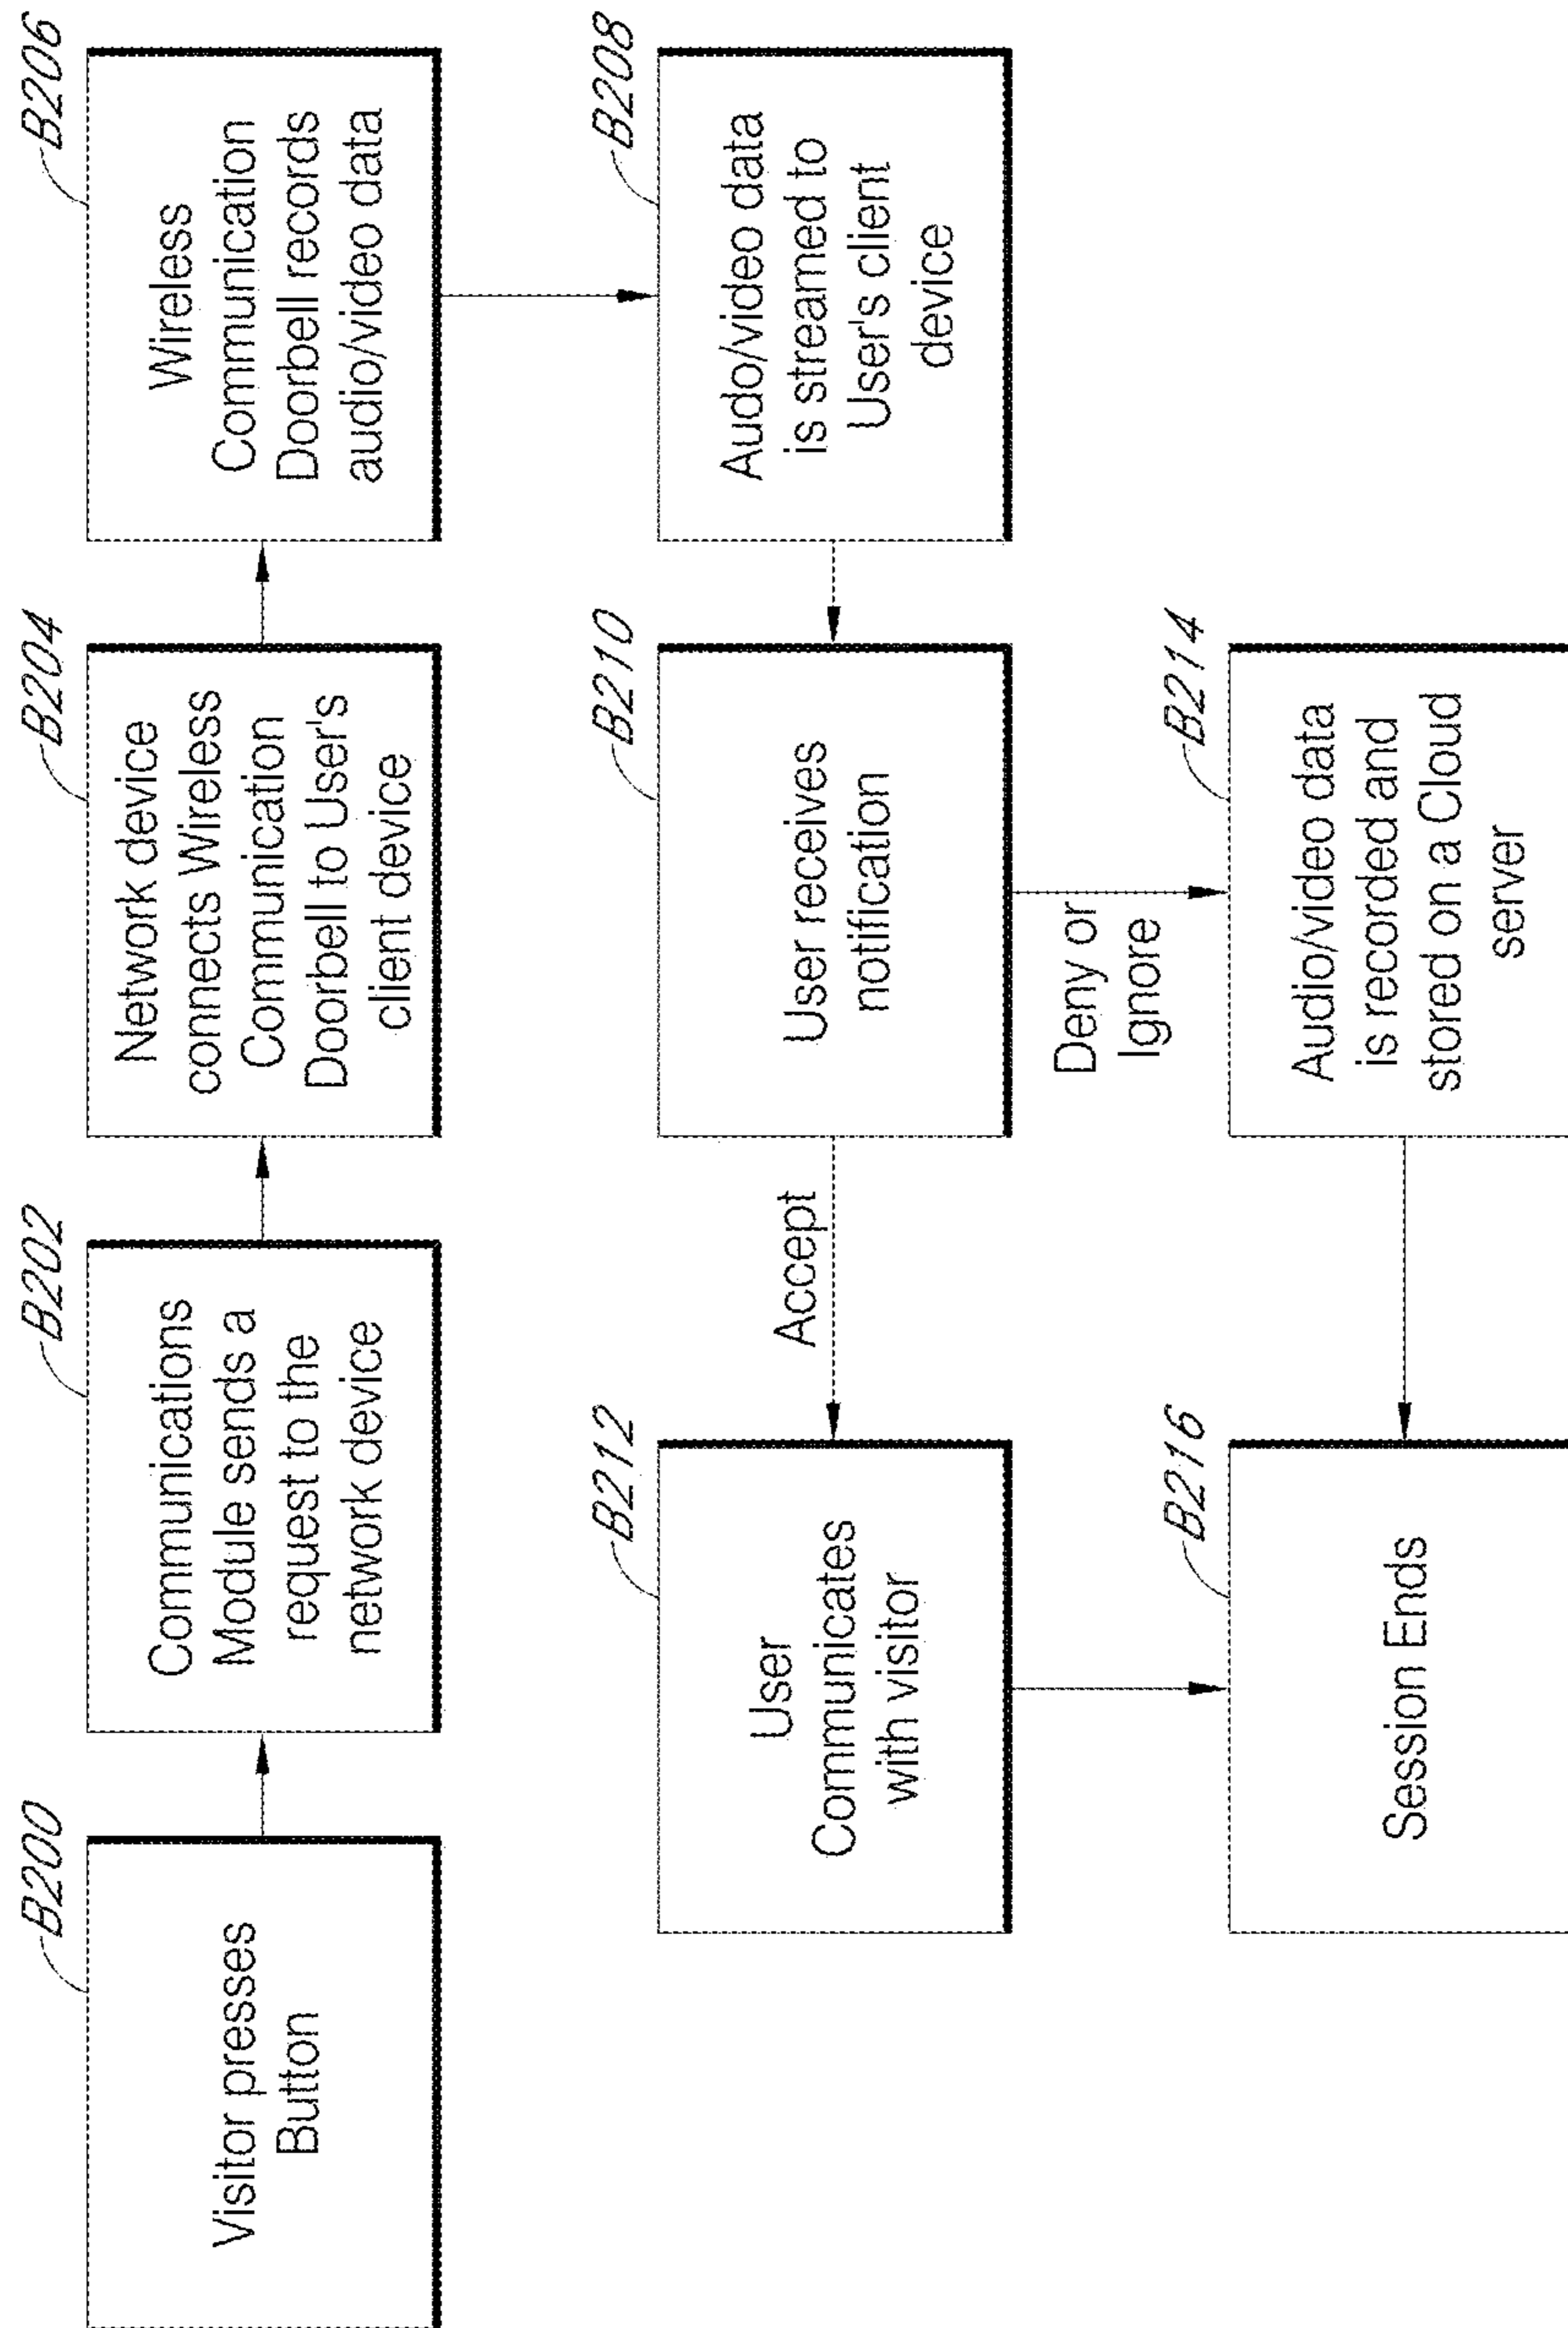 B200
Visitor presses
Button
B202
Communications
Module sends a
request to the
network device
B204
Network device
connects Wireless
Communication
Doorbell to User's
client device
B206
Wireless
Communication
Doorbell records
audio/video data
B208
Audo/video data
is streamed to
User's client
device
B210
User receives
notification
Accept
Deny or
Ignore
B212
User
Communicates
with visitor
B214
Audio/video data
is recorded and
stored on a Cloud
server
B216
Session Ends